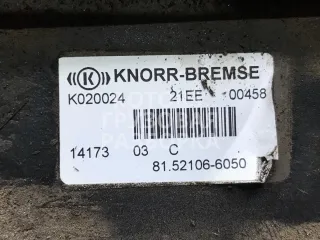 KNORR-BREMSE
K020024 21EE 00458
14173 03 C
81.52106-6050